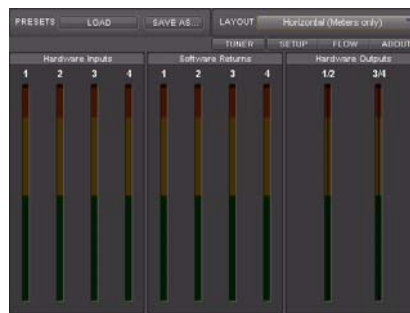 PRESETS LOAD SAVE AS... LAYOUT Horizontal (Meters only)
TUNER SETUP FLOW ABOUT
Hardware Inputs Software Returns Hardware Outputs
1 2 3 4 1 2 3 4 1/2 3/4